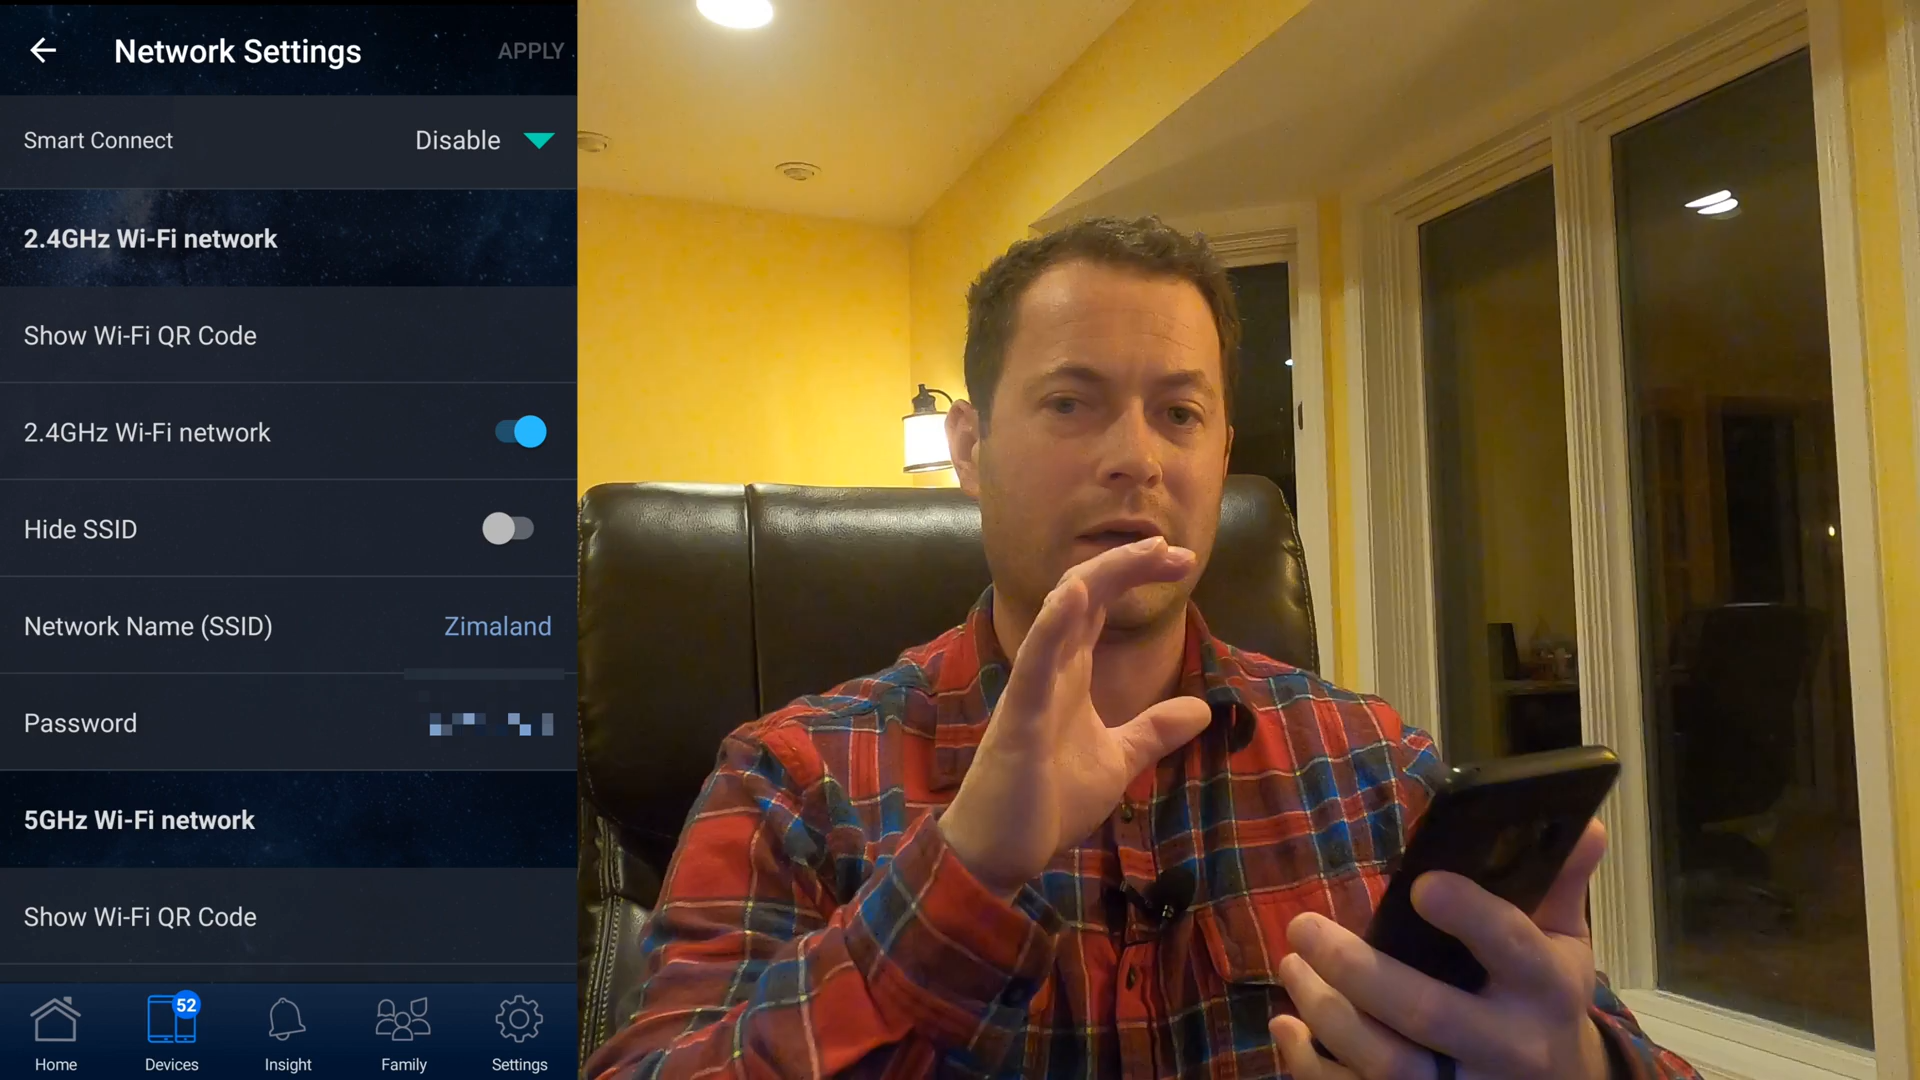 Network Settings
APPLY
Smart Connect
Disable
2.4GHz Wi-Fi network
Show Wi-Fi QR Code
2.4GHz Wi-Fi network
Hide SSID
Network Name (SSID)
Zimaland
Password
5GHz Wi-Fi network
Show Wi-Fi QR Code
52
Home
Devices
Insight
Family
Settings